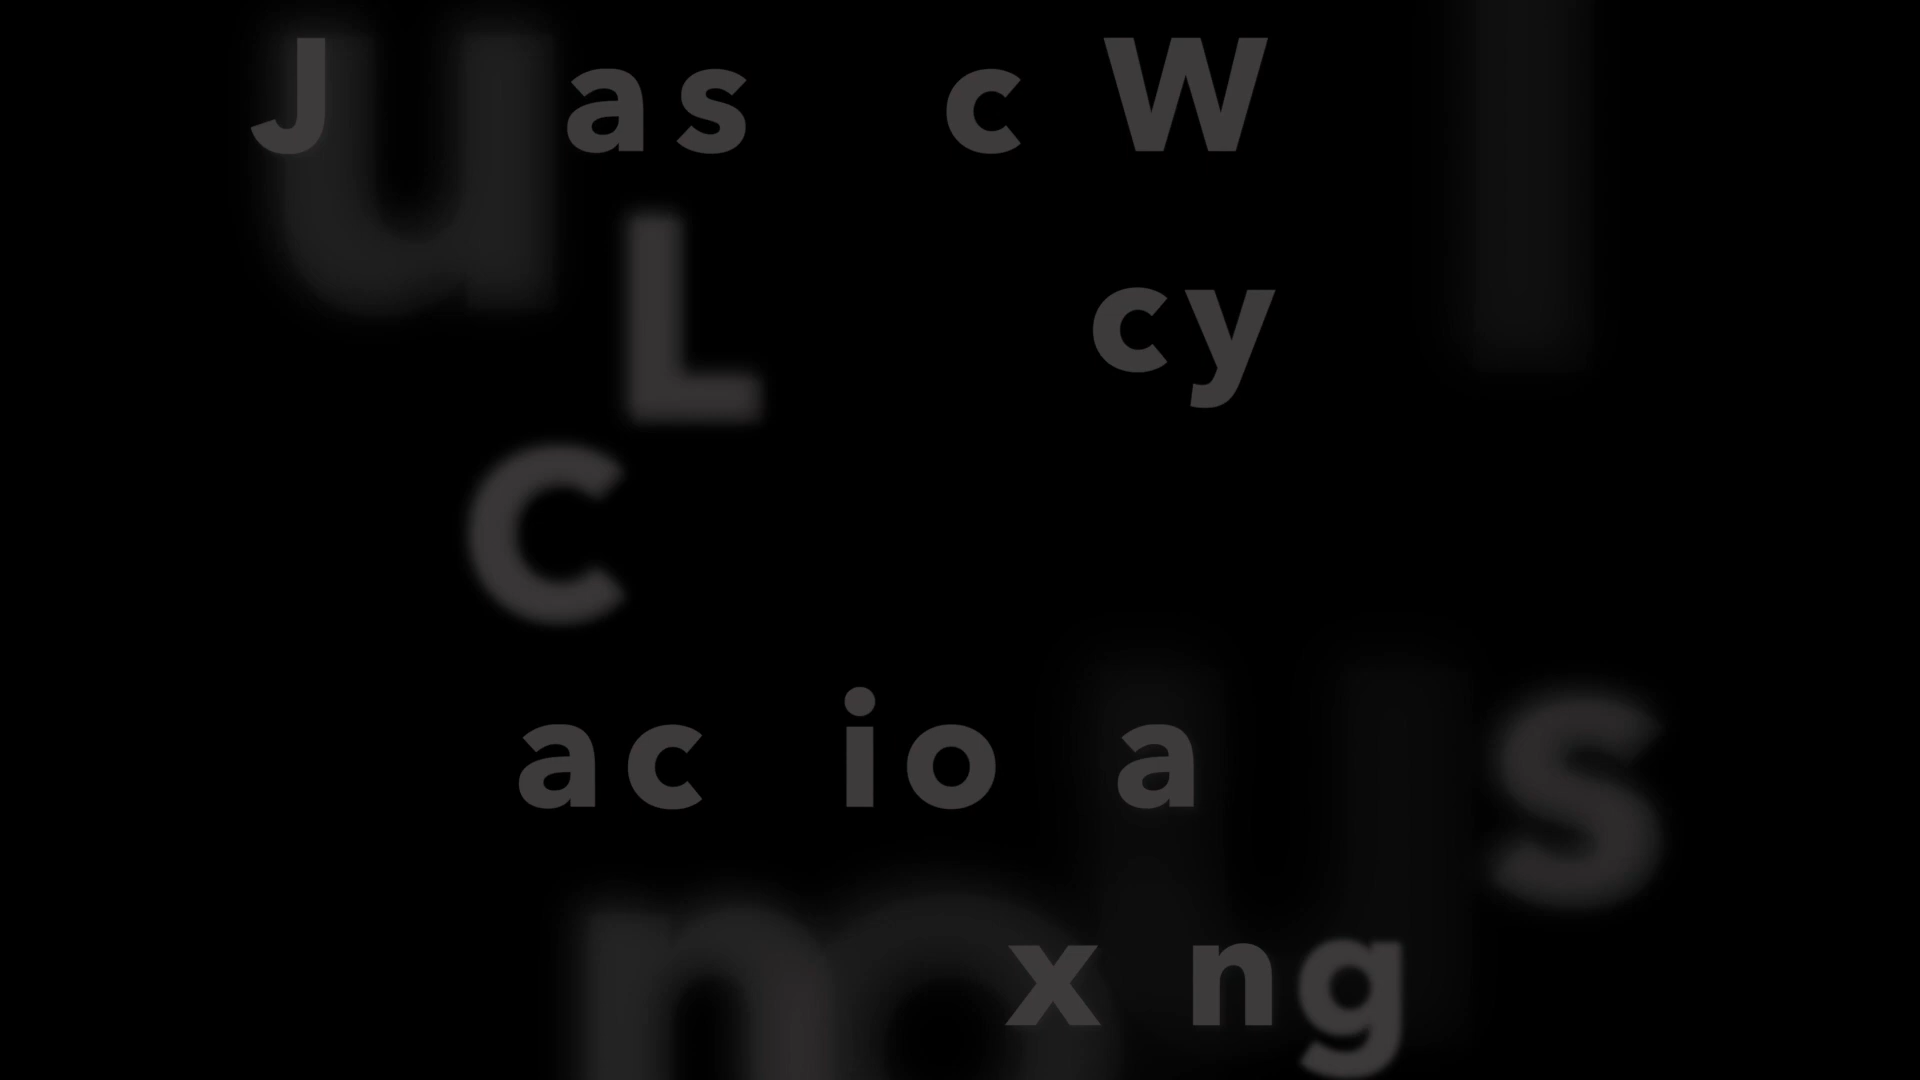 J u as c W l
L cy
C
ac io a u s
n o x ng